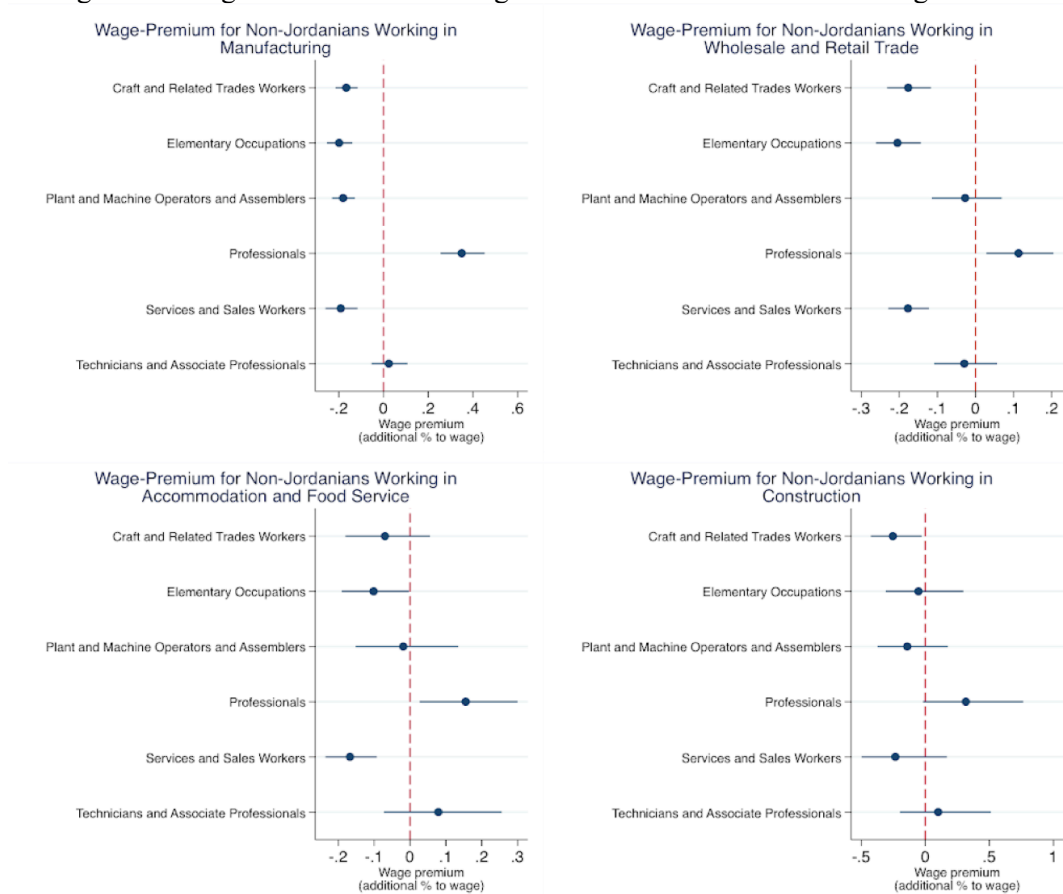 Wage-Premium for Non-Jordanians Working in
Manufacturing
Craft and Related Trades Workers
Elementary Occupations
Plant and Machine Operators and Assemblers
Professionals
Services and Sales Workers
Technicians and Associate Professionals
-.2 0 .2 .4 .6
Wage premium
(additional % to wage)
Wage-Premium for Non-Jordanians Working in
Wholesale and Retail Trade
Craft and Related Trades Workers
Elementary Occupations
Plant and Machine Operators and Assemblers
Professionals
Services and Sales Workers
Technicians and Associate Professionals
-.3 -.2 -.1 0 .1 .2
Wage premium
(additional % to wage)
Wage-Premium for Non-Jordanians Working in
Accommodation and Food Service
Craft and Related Trades Workers
Elementary Occupations
Plant and Machine Operators and Assemblers
Professionals
Services and Sales Workers
Technicians and Associate Professionals
-.2 -.1 0 .1 .2 .3
Wage premium
(additional % to wage)
Wage-Premium for Non-Jordanians Working in
Construction
Craft and Related Trades Workers
Elementary Occupations
Plant and Machine Operators and Assemblers
Professionals
Services and Sales Workers
Technicians and Associate Professionals
-.5 0 .5 1
Wage premium
(additional % to wage)